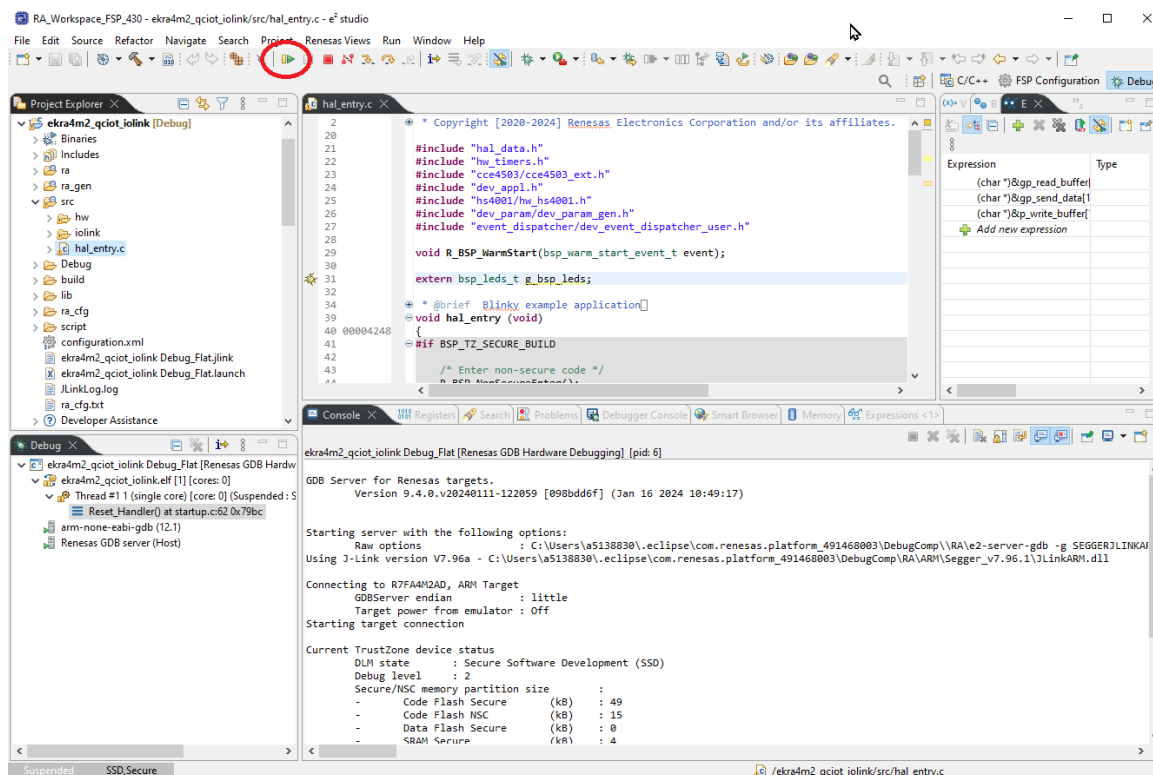 RA_Workspace_FSP_430 - ekra4m2_qciot_iolink/src/hal_entry.c - e² studio
File Edit Source Refactor Navigate Search Project Renesas Views Run Window Help
C/C++ FSP Configuration Debu
Project Explorer
ekra4m2_qciot_iolink [Debug]
Binaries
Includes
ra
ra_gen
src
hw
iolink
hal_entry.c
Debug
build
lib
ra_cfg
script
configuration.xml
ekra4m2_qciot_iolink Debug_Flat.jlink
ekra4m2_qciot_iolink Debug_Flat.launch
JLinkLog.log
ra_cfg.txt
Developer Assistance
hal_entry.c
2 * Copyright [2020-2024] Renesas Electronics Corporation and/or its affiliates.
20
21 #include "hal_data.h"
22 #include "hw_timers.h"
23 #include "cce4503/cce4503_ext.h"
24 #include "dev_appl.h"
25 #include "hs4001/hw_hs4001.h"
26 #include "dev_param/dev_param_gen.h"
27 #include "event_dispatcher/dev_event_dispatcher_user.h"
28
29 void R_BSP_WarmStart(bsp_warm_start_event_t event);
30
31 extern bsp_leds_t g_bsp_leds;
32
34 * @brief Blinky example application
39 void hal_entry (void)
40 00004248 {
41 #if BSP_TZ_SECURE_BUILD
42
43 /* Enter non-secure code */
44 R_BSP_NonSecureEnter();
(x)= V B E
Expression Type
(char *)&gp_read_buffer[
(char *)&gp_send_data[1
(char *)&p_write_buffer[
Add new expression
Debug
ekra4m2_qciot_iolink Debug_Flat [Renesas GDB Hardw
ekra4m2_qciot_iolink.elf [1] [cores: 0]
Thread #1 1 (single core) [core: 0] (Suspended : S
Reset_Handler() at startup.c:62 0x79bc
arm-none-eabi-gdb (12.1)
Renesas GDB server (Host)
Console Registers Search Problems Debugger Console Smart Browser Memory Expressions <1>
ekra4m2_qciot_iolink Debug_Flat [Renesas GDB Hardware Debugging] [pid: 6]
GDB Server for Renesas targets.
Version 9.4.0.v20240111-122059 [098bdd6f] (Jan 16 2024 10:49:17)
Starting server with the following options:
Raw options : C:\Users\a5138830\.eclipse\com.renesas.platform_491468003\DebugComp\\RA\e2-server-gdb -g SEGGERJLINKAR
Using J-Link version V7.96a - C:\Users\a5138830\.eclipse\com.renesas.platform_491468003\DebugComp\RA\ARM\Segger_v7.96.1\JLinkARM.dll
Connecting to R7FA4M2AD, ARM Target
GDBServer endian : little
Target power from emulator : Off
Starting target connection
Current TrustZone device status
DLM state : Secure Software Development (SSD)
Debug level : 2
Secure/NSC memory partition size :
- Code Flash Secure (kB) : 49
- Code Flash NSC (kB) : 15
- Data Flash Secure (kB) : 0
- SRAM Secure (kB) : 4
Suspended SSD,Secure /ekra4m2_qciot_iolink/src/hal_entry.c